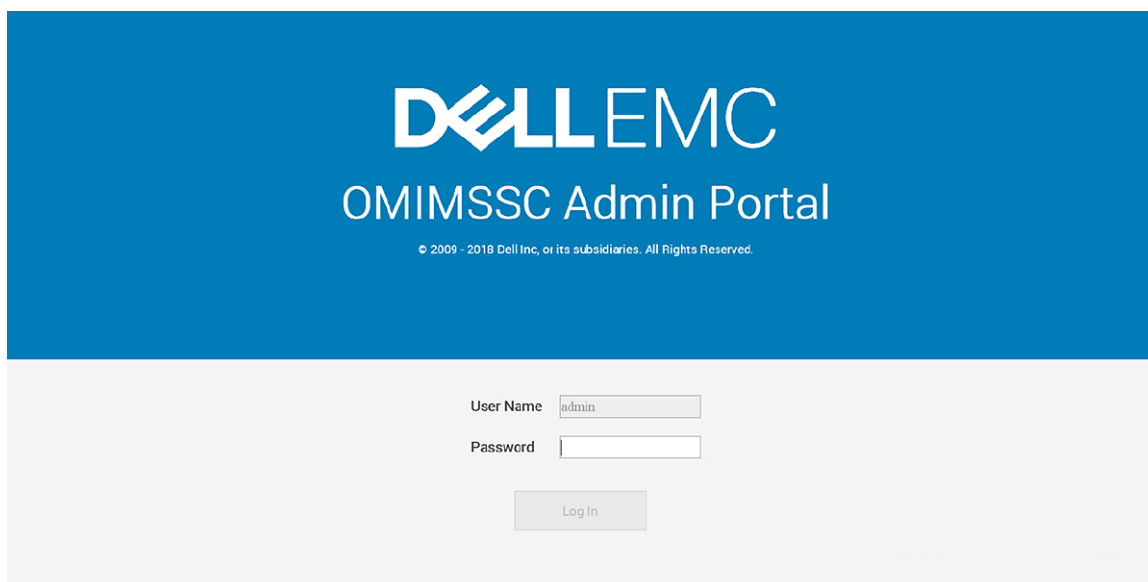 DELL EMC
OMIMSSC Admin Portal
© 2009 - 2018 Dell Inc, or its subsidiaries. All Rights Reserved.
User Name admin
Password
Log In